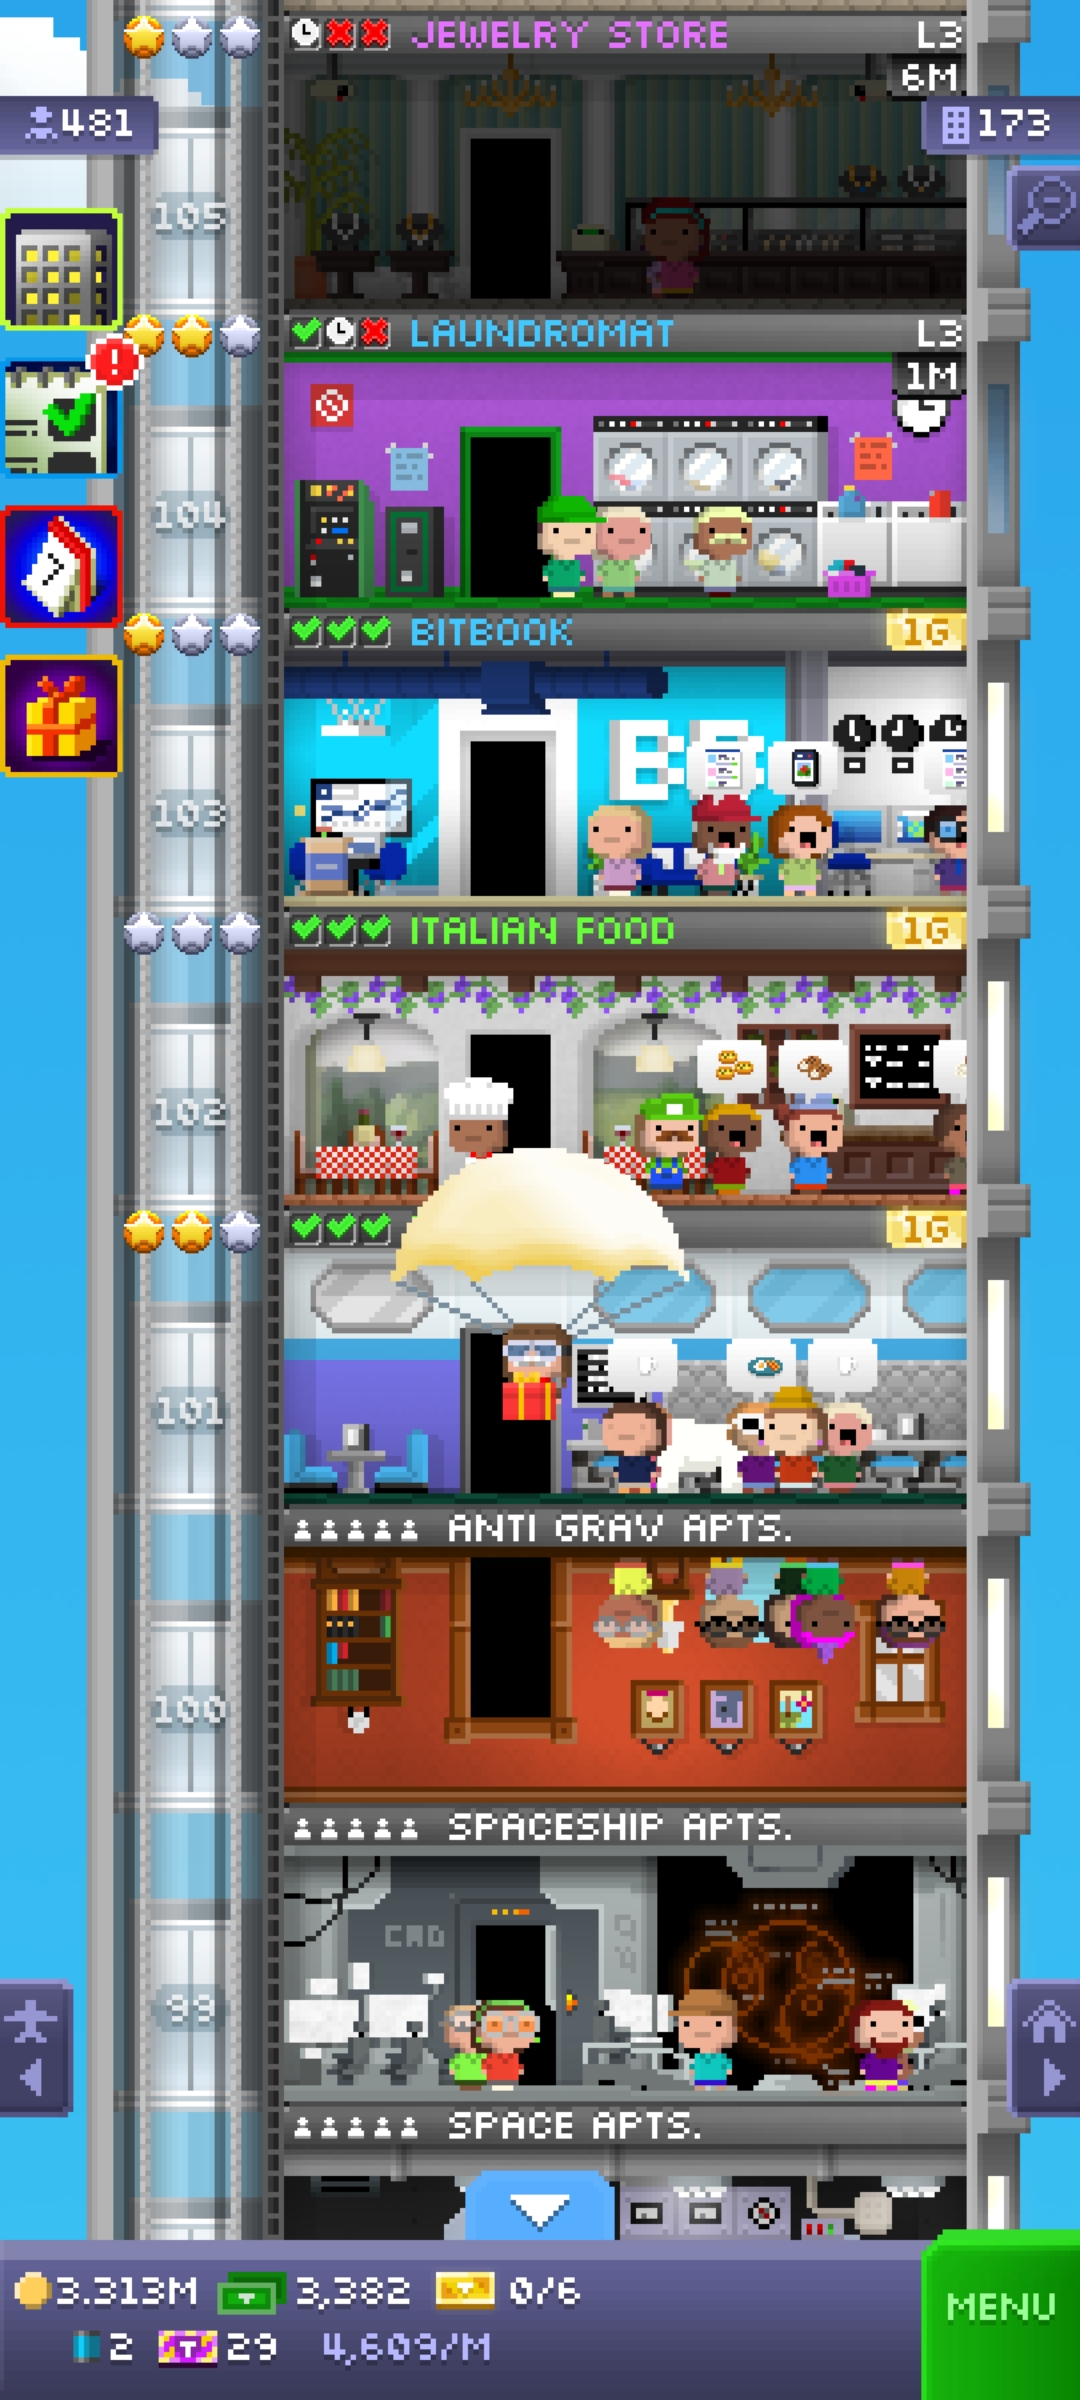 JEWELRY STORE L3
6M
481
173
105
LAUNDROMAT L3
1M
104
BITBOOK 1G
103
ITALIAN FOOD 1G
102
1G
101
ANTI GRAV APTS.
100
SPACESHIP APTS.
CMD
99
SPACE APTS.
3.313M 3,382 0/6
MENU
2 29 4,609/M